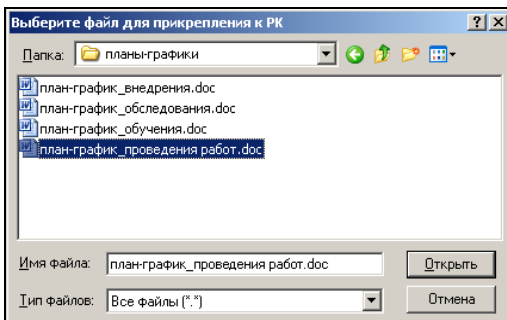 Выберите файл для прикрепления к РК
Папка: планы-графики
план-график_внедрения.doc
план-график_обследования.doc
план-график_обучения.doc
план-график_проведения работ.doc
Имя файла: план-график_проведения работ.doc Открыть
Тип файлов: Все файлы (*.*) Отмена